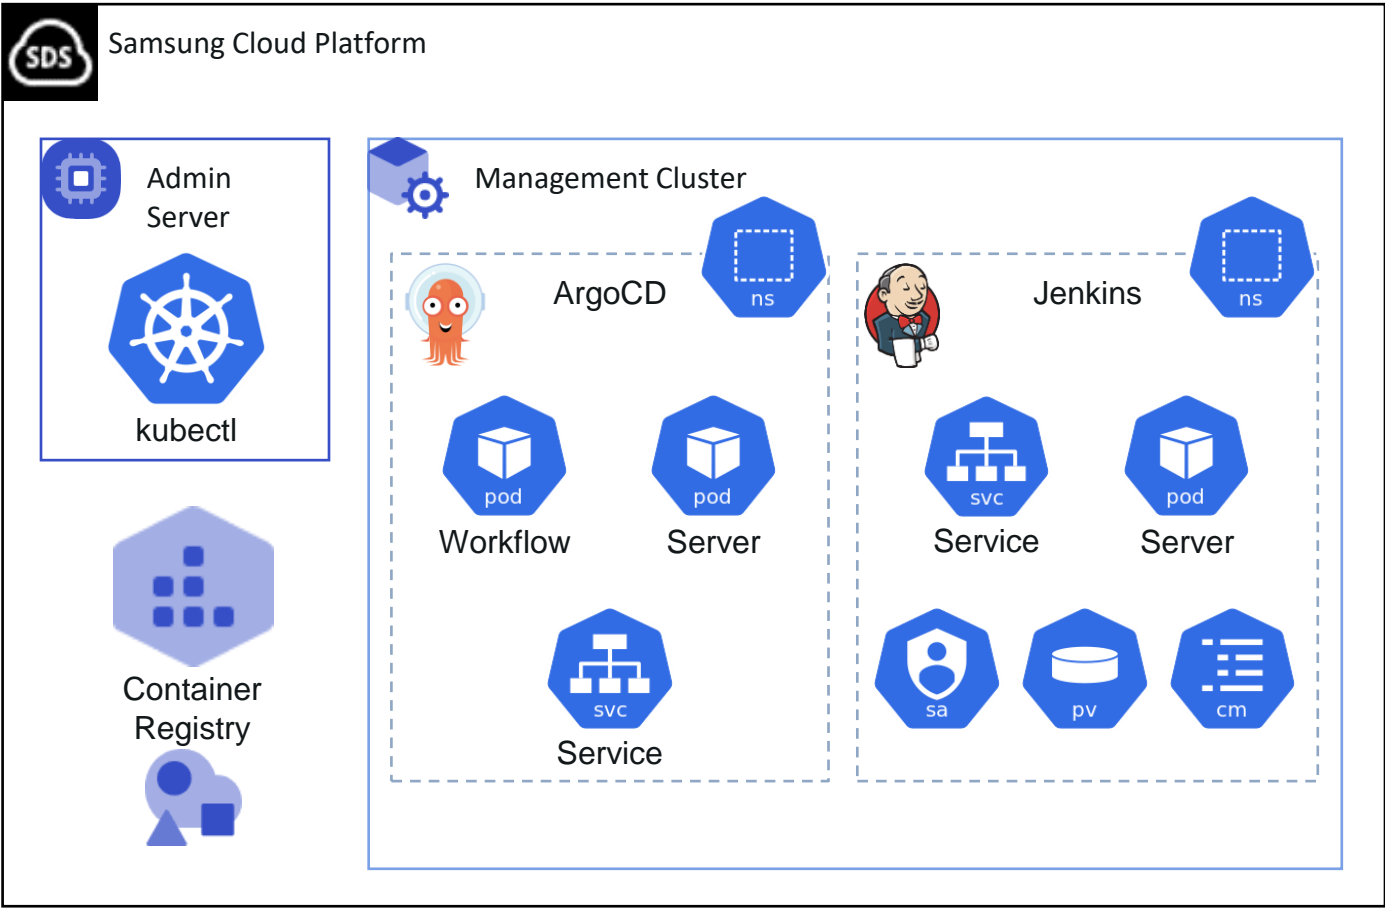 SDS
Samsung Cloud Platform
Admin
Server
kubectl
Container
Registry
Management Cluster
ArgoCD
ns
pod
Workflow
pod
Server
svc
Service
Jenkins
ns
svc
Service
pod
Server
sa
pv
cm